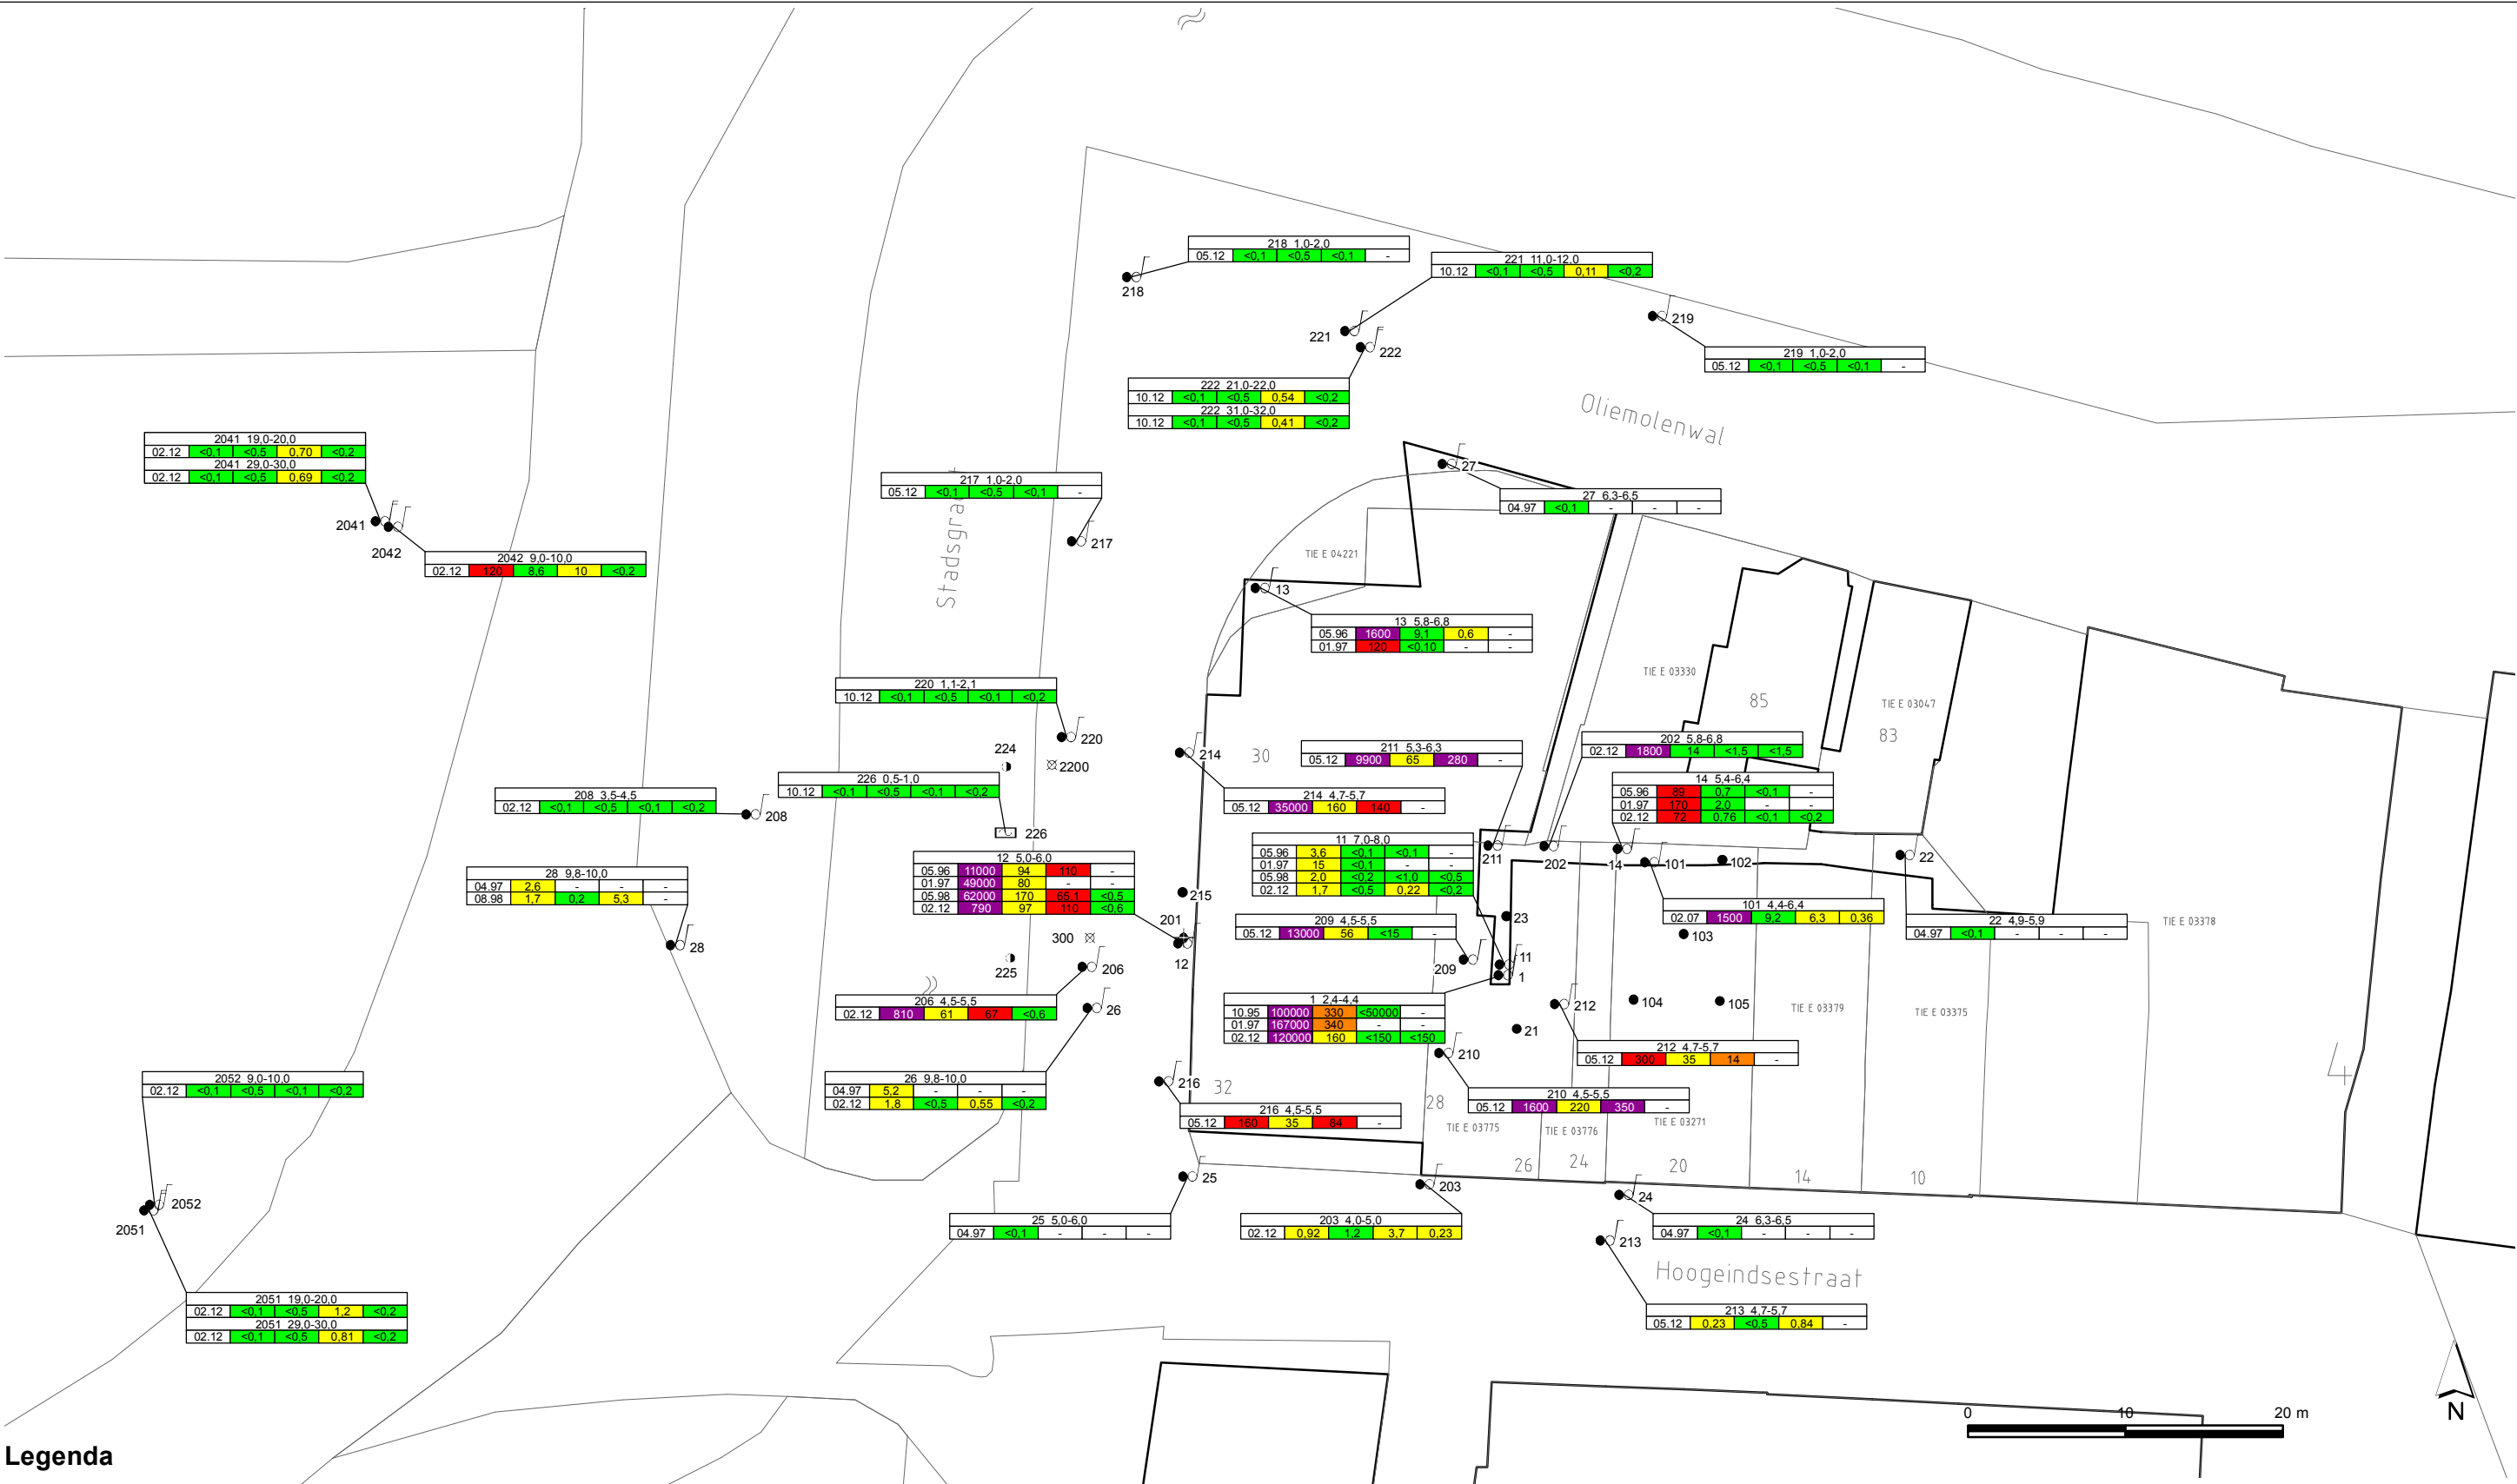 218 1,0-2,0
05.12 <0,1 <0,5 <0,1 -
218
221 11,0-12,0
10.12 <0,1 <0,5 0,11 <0,2
221
222
219
219 1,0-2,0
05.12 <0,1 <0,5 <0,1 -
222 21,0-22,0
10.12 <0,1 <0,5 0,54 <0,2
222 31,0-32,0
10.12 <0,1 <0,5 0,41 <0,2
Oliemolenwal
2041 19,0-20,0
02.12 <0,1 <0,5 0,70 <0,2
2041 29,0-30,0
02.12 <0,1 <0,5 0,69 <0,2
2041
2042
2042 9,0-10,0
02.12 120 8,6 10 <0,2
217 1,0-2,0
05.12 <0,1 <0,5 <0,1 -
217
27
27 6,3-6,5
04.97 <0,1 - - -
TIE E 04221
13
13 5,8-6,8
05.96 1600 9,1 0,6 -
01.97 120 <0,10 - -
220 1,1-2,1
10.12 <0,1 <0,5 <0,1 <0,2
220
224
2200
214
30
TIE E 03330
85
TIE E 03047
83
211 5,3-6,3
05.12 9900 65 280 -
202 5,8-6,8
02.12 1800 14 <1,5 <1,5
226 0,5-1,0
10.12 <0,1 <0,5 <0,1 <0,2
226
208 3,5-4,5
02.12 <0,1 <0,5 <0,1 <0,2
208
214 4,7-5,7
05.12 35000 160 140 -
14 5,4-6,4
05.96 89 0,7 <0,1 -
01.97 170 2,0 - -
02.12 72 0,76 <0,1 <0,2
28 9,8-10,0
04.97 2,6 - - -
08.98 1,7 0,2 5,3 -
28
12 5,0-6,0
05.96 11000 94 110 -
01.97 49000 80 - -
05.98 62000 170 65,1 <0,5
02.12 790 97 110 <0,6
11 7,0-8,0
05.96 3,6 <0,1 <0,1 -
01.97 15 <0,1 - -
05.98 2,0 <0,2 <1,0 <0,5
02.12 1,7 <0,5 0,22 <0,2
211
202
14
101
102
22
215
201
12
300
225
206
101 4,4-6,4
02.07 1500 9,2 6,3 0,36
22 4,9-5,9
04.97 <0,1 - - -
TIE E 03378
209 4,5-5,5
05.12 13000 56 <15 -
23
103
209
11
1
206 4,5-5,5
02.12 810 61 67 <0,6
26
1 2,4-4,4
10.95 100000 330 <50000 -
01.97 167000 340 - -
02.12 120000 160 <150 <150
212
104
105
TIE E 03379
TIE E 03375
21
210
212 4,7-5,7
05.12 300 35 14 -
26 9,8-10,0
04.97 5,2 - - -
02.12 1,8 <0,5 0,55 <0,2
216
32
210 4,5-5,5
05.12 1600 220 350 -
216 4,5-5,5
05.12 160 35 84 -
28
TIE E 03775
TIE E 03776
TIE E 03271
4
2052 9,0-10,0
02.12 <0,1 <0,5 <0,1 <0,2
2052
2051
26
24
20
14
10
25
203
24
25 5,0-6,0
04.97 <0,1 - - -
203 4,0-5,0
02.12 0,92 1,2 3,7 0,23
24 6,3-6,5
04.97 <0,1 - - -
213
Hoogeindsestraat
2051 19,0-20,0
02.12 <0,1 <0,5 1,2 <0,2
2051 29,0-30,0
02.12 <0,1 <0,5 0,81 <0,2
213 4,7-5,7
05.12 0,23 <0,5 0,84 -
0 10 20 m
N
Legenda